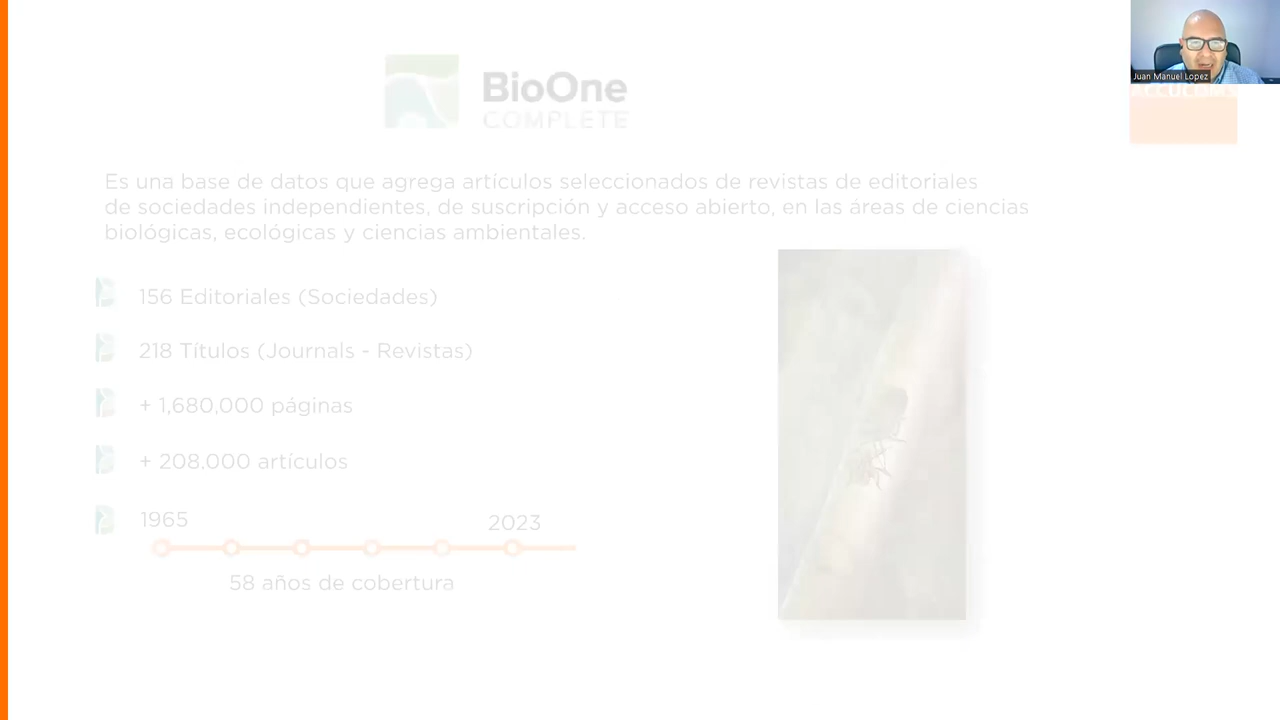 BioOne
COMPLETE
Juan Manuel Lopez
ACCUCOMS
Es una base de datos que agrega artículos seleccionados de revistas de editoriales
de sociedades independientes, de suscripción y acceso abierto, en las áreas de ciencias
biológicas, ecológicas y ciencias ambientales.
156 Editoriales (Sociedades)
218 Títulos (Journals - Revistas)
+ 1,680,000 páginas
+ 208.000 artículos
1965
2023
58 años de cobertura